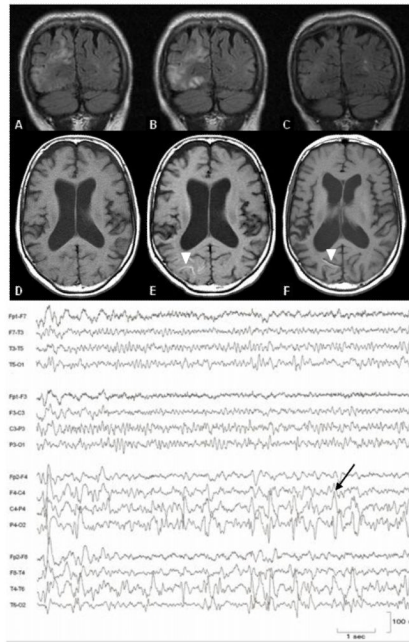 A B C
D E F
Fp1-F7
F7-T3
T3-T5
T5-O1
Fp1-F3
F3-C3
C3-P3
P3-O1
Fp2-F4
F4-C4
C4-P4
P4-O2
Fp2-F8
F8-T4
T4-T6
T6-O2
100
1 sec